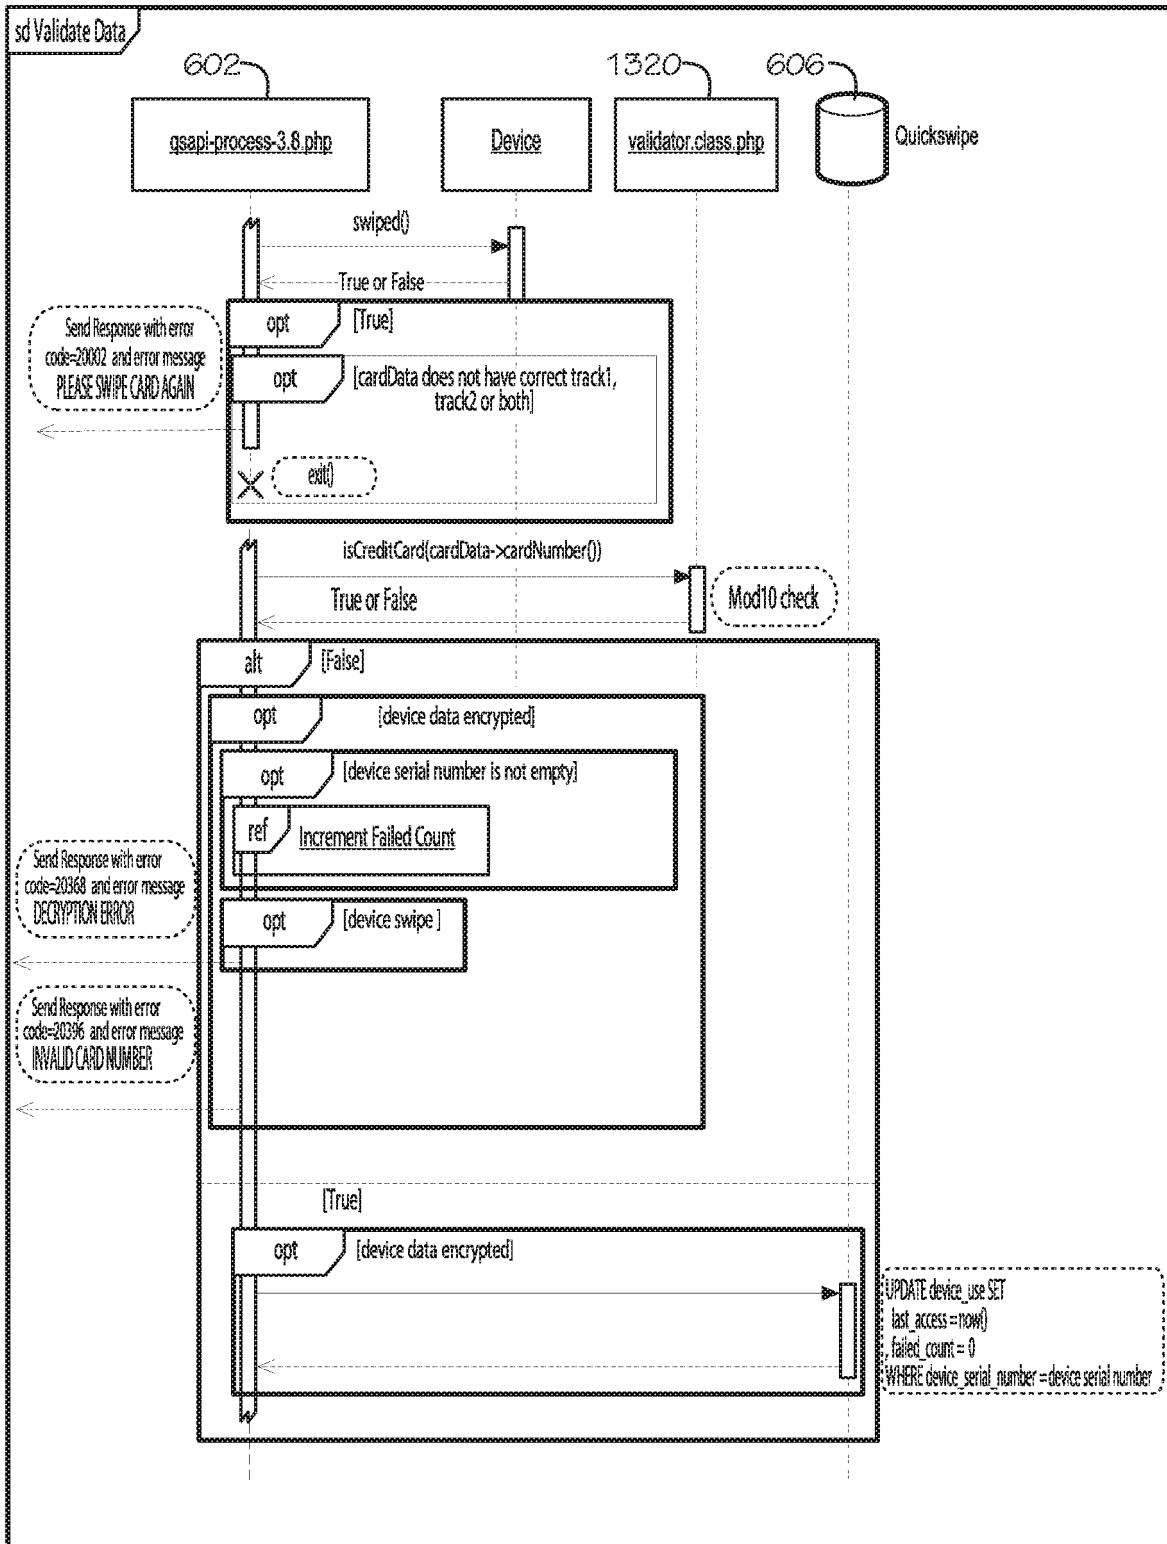 sd Validate Data
602
1320
606
qsapi-process-3.8.php
Device
validator.class.php
Quickswipe
swiped()
True or False
opt
[True]
Send Response with error
code=20002 and error message
PLEASE SWIPE CARD AGAIN
opt
[cardData does not have correct track1,
track2 or both]
exit()
isCreditCard(cardData->cardNumber())
True or False
Mod10 check
alt
[False]
opt
[device data encrypted]
opt
[device serial number is not empty]
ref
Increment Failed Count
Send Response with error
code=20368 and error message
DECRYPTION ERROR
opt
[device swipe ]
Send Response with error
code=20396 and error message
INVALID CARD NUMBER
[True]
opt
[device data encrypted]
UPDATE device_use SET
last_access = now()
, failed_count = 0
WHERE device_serial_number = device serial number